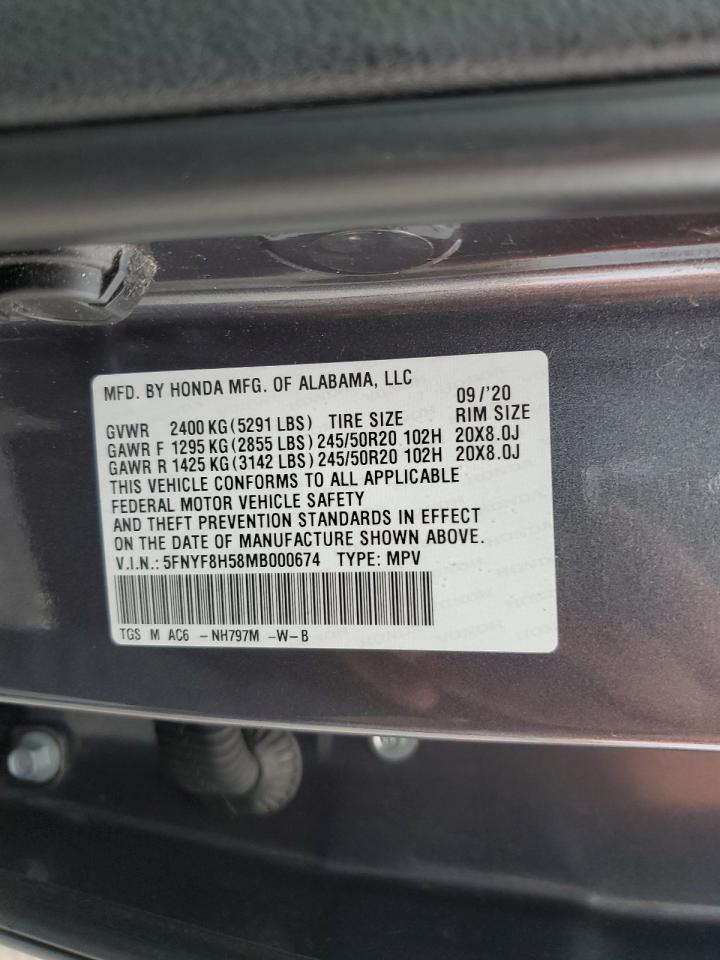 MFD. BY HONDA MFG. OF ALABAMA, LLC 09/'20
GVWR 2400 KG (5291 LBS) TIRE SIZE RIM SIZE
GAWR F 1295 KG (2855 LBS) 245/50R20 102H 20X8.0J
GAWR R 1425 KG (3142 LBS) 245/50R20 102H 20X8.0J
THIS VEHICLE CONFORMS TO ALL APPLICABLE
FEDERAL MOTOR VEHICLE SAFETY
AND THEFT PREVENTION STANDARDS IN EFFECT
ON THE DATE OF MANUFACTURE SHOWN ABOVE.
V.I.N.: 5FNYF8H58MB000674 TYPE: MPV
TGS M AC6 -NH797M -W-B